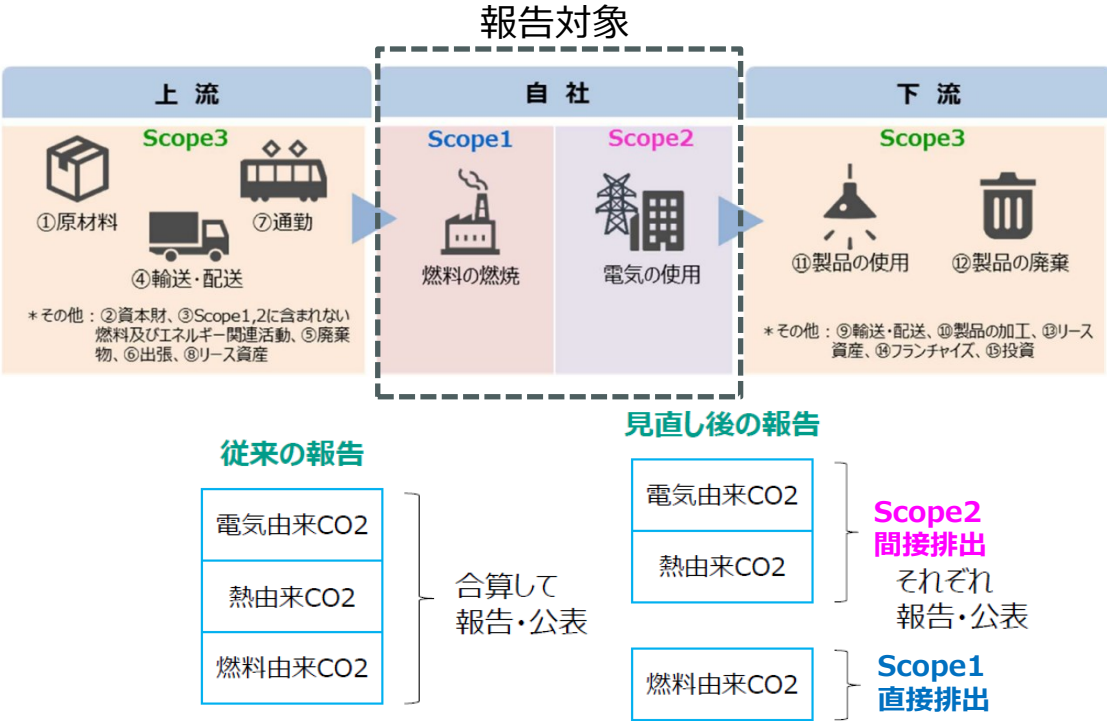 報告対象
上 流
自 社
下 流
Scope3
Scope1
Scope2
Scope3
①原材料
⑦通勤
④輸送・配送
燃料の燃焼
電気の使用
⑪製品の使用
⑫製品の廃棄
＊その他：②資本財、③Scope1,2に含まれない
燃料及びエネルギー関連活動、⑤廃棄
物、⑥出張、⑧リース資産
＊その他：⑨輸送・配送、⑩製品の加工、⑬リース
資産、⑭フランチャイズ、⑮投資
従来の報告
電気由来CO2
熱由来CO2
燃料由来CO2
合算して
報告・公表
見直し後の報告
電気由来CO2
熱由来CO2
Scope2
間接排出
それぞれ
報告・公表
燃料由来CO2
Scope1
直接排出